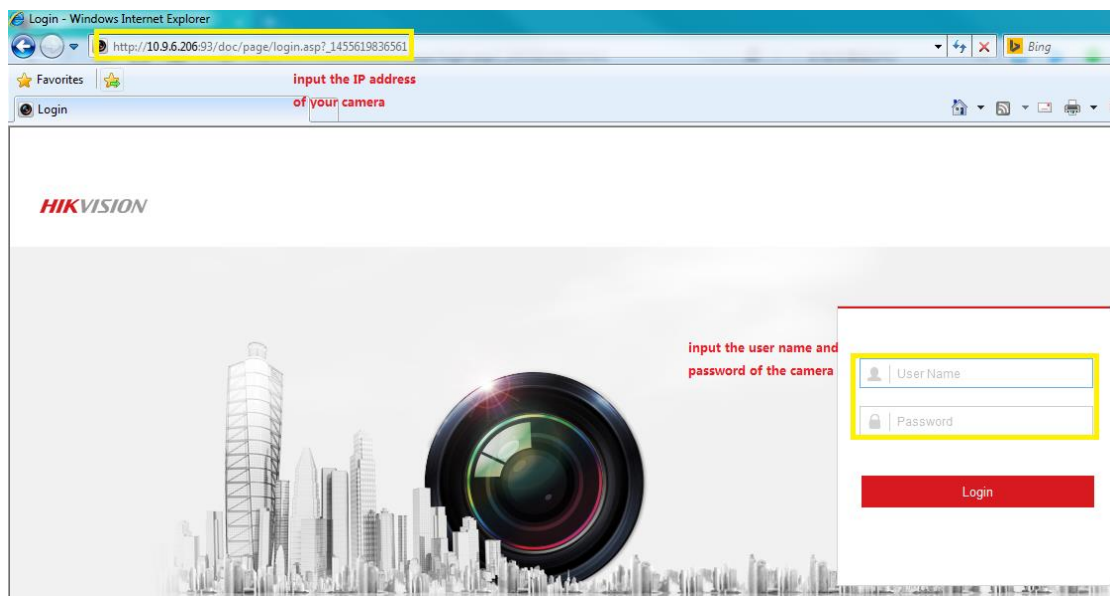 Login - Windows Internet Explorer
http://10.9.6.206:93/doc/page/login.asp?_1455619836561
Bing
Favorites
input the IP address
of your camera
Login
HIKVISION
input the user name and
password of the camera
User Name
Password
Login